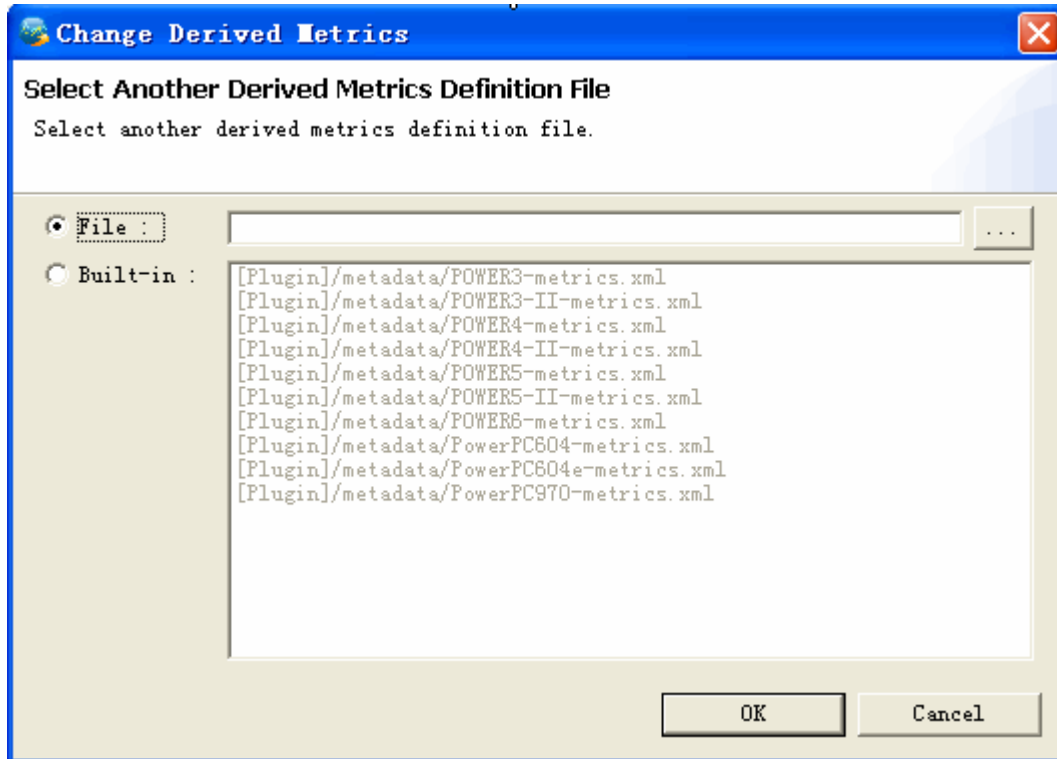 Change Derived Metrics
Select Another Derived Metrics Definition File
Select another derived metrics definition file.
File :
...
Built-in :
[Plugin]/metadata/POWER3-metrics.xml
[Plugin]/metadata/POWER3-II-metrics.xml
[Plugin]/metadata/POWER4-metrics.xml
[Plugin]/metadata/POWER4-II-metrics.xml
[Plugin]/metadata/POWER5-metrics.xml
[Plugin]/metadata/POWER5-II-metrics.xml
[Plugin]/metadata/POWER6-metrics.xml
[Plugin]/metadata/PowerPC604-metrics.xml
[Plugin]/metadata/PowerPC604e-metrics.xml
[Plugin]/metadata/PowerPC970-metrics.xml
OK
Cancel